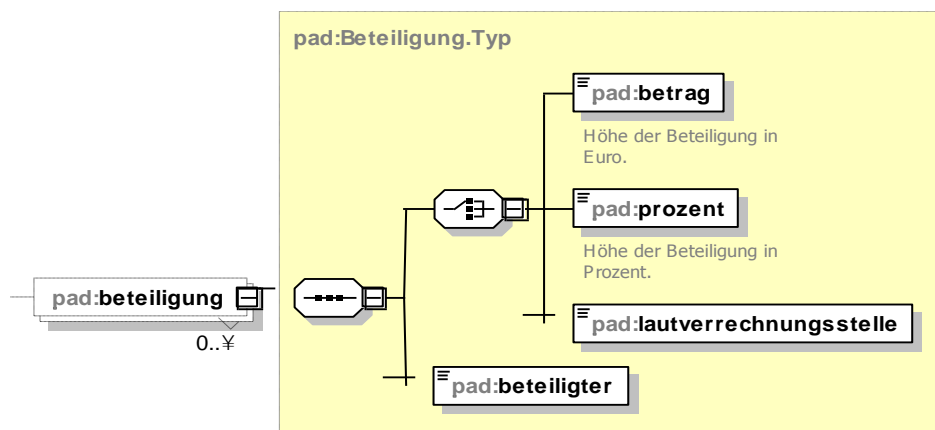 pad:Beteiligung.Typ
pad:betrag
Höhe der Beteiligung in
Euro.
pad:prozent
Höhe der Beteiligung in
Prozent.
pad:beteiligung
0..¥
pad:lautverrechnungsstelle
pad:beteiligter